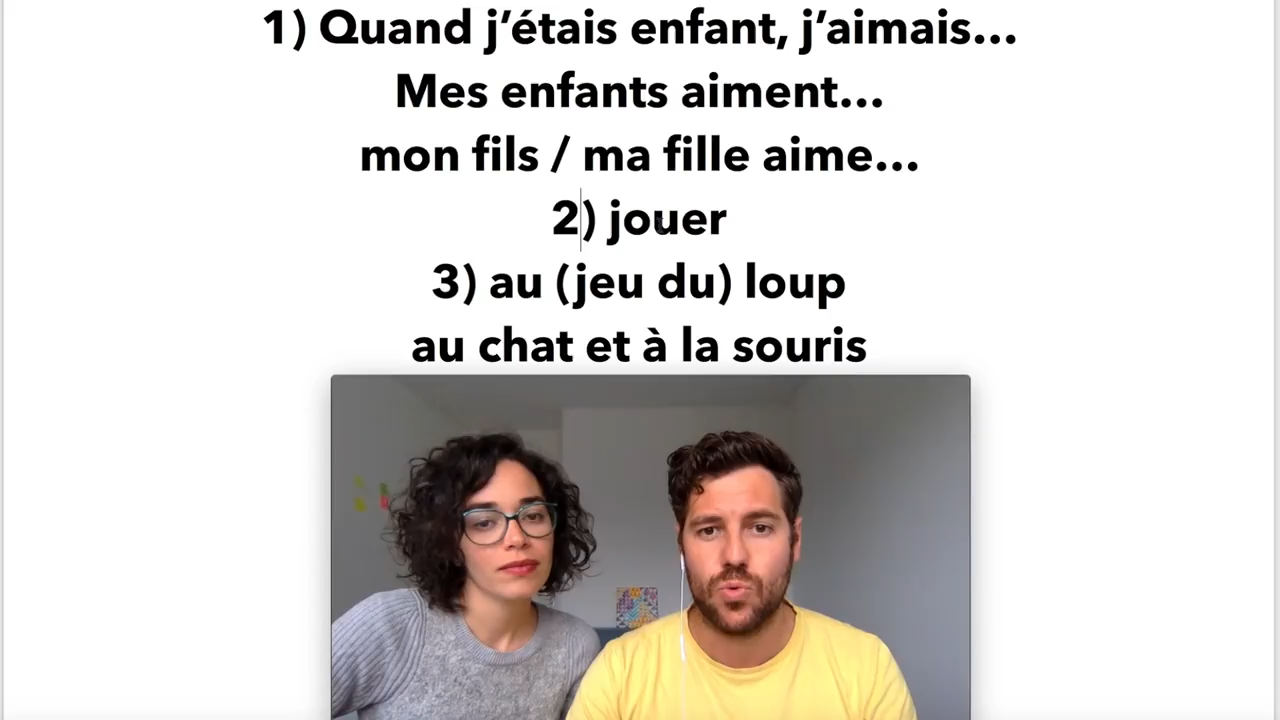 1) Quand j’étais enfant, j’aimais...
Mes enfants aiment...
mon fils / ma fille aime...
2) jouer
3) au (jeu du) loup
au chat et à la souris